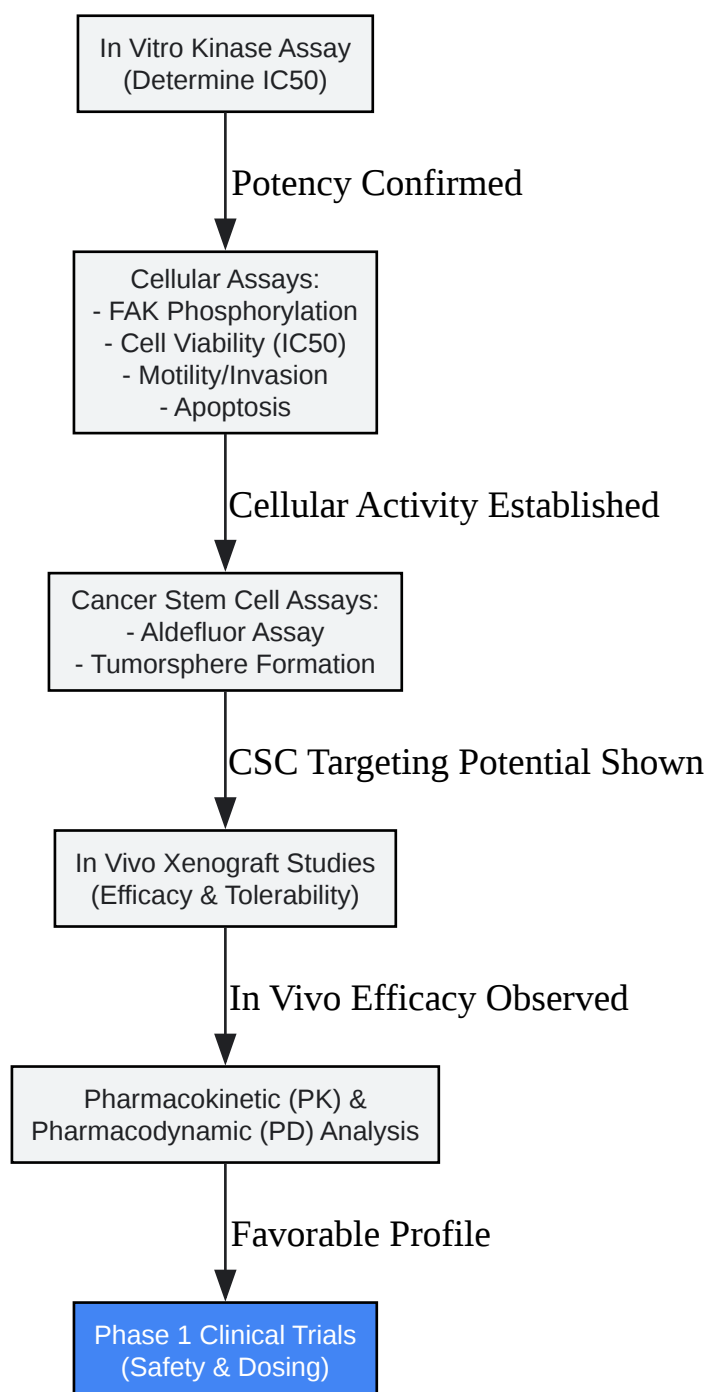 In Vitro Kinase Assay
(Determine IC50)
Potency Confirmed
Cellular Assays:
- FAK Phosphorylation
- Cell Viability (IC50)
- Motility/Invasion
- Apoptosis
Cellular Activity Established
Cancer Stem Cell Assays:
- Aldefluor Assay
- Tumorsphere Formation
CSC Targeting Potential Shown
In Vivo Xenograft Studies
(Efficacy & Tolerability)
In Vivo Efficacy Observed
Pharmacokinetic (PK) &
Pharmacodynamic (PD) Analysis
Favorable Profile
Phase 1 Clinical Trials
(Safety & Dosing)